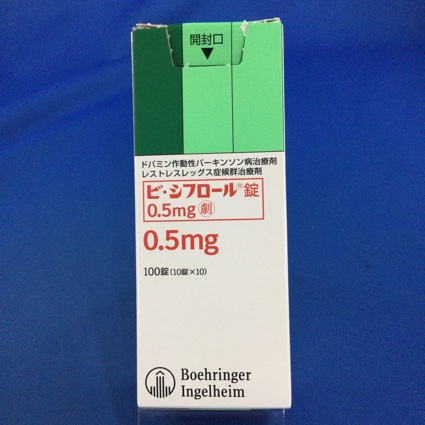 開封口
▼
ドパミン作動性パーキンソン病治療剤
レストレスレッグス症候群治療剤
ビ・シフロール®錠
0.5mg 劇
0.5mg
100錠(10錠×10)
Boehringer
Ingelheim